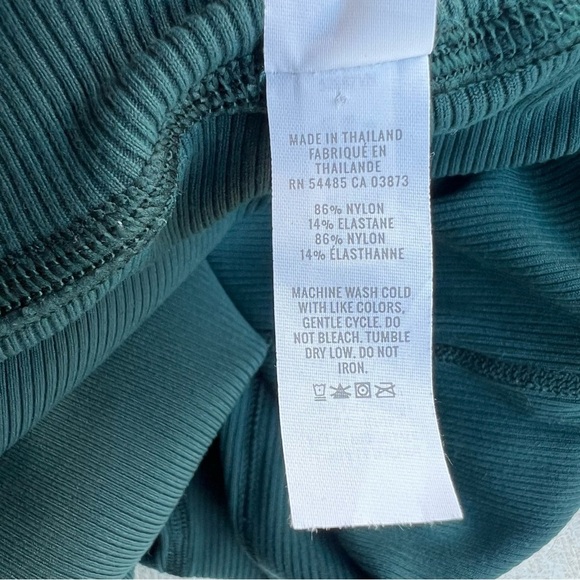 MADE IN THAILAND
FABRIQUÉ EN
THAILANDE
RN 54485 CA 03873
86% NYLON
14% ELASTANE
86% NYLON
14% ÉLASTHANNE
MACHINE WASH COLD
WITH LIKE COLORS,
GENTLE CYCLE. DO
NOT BLEACH. TUMBLE
DRY LOW. DO NOT
IRON.